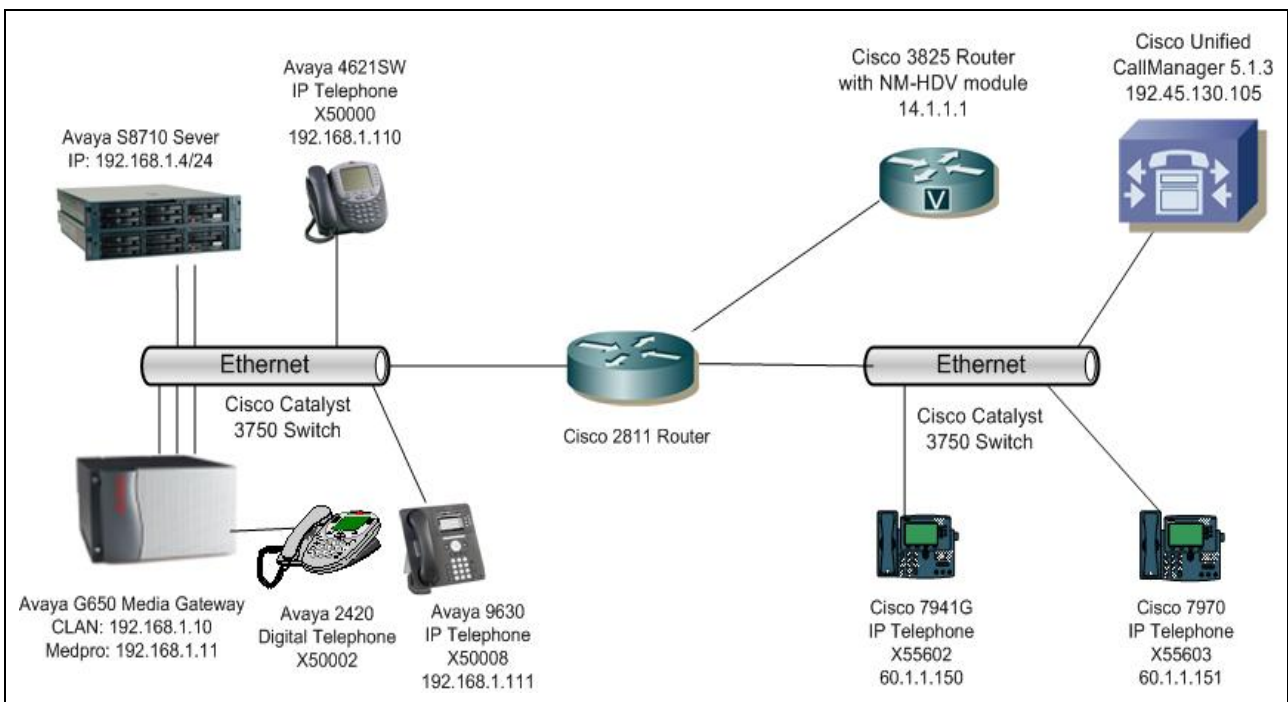 Avaya S8710 Sever
IP: 192.168.1.4/24
Avaya 4621SW
IP Telephone
X50000
192.168.1.110
Cisco 3825 Router
with NM-HDV module
14.1.1.1
V
Cisco Unified
CallManager 5.1.3
192.45.130.105
Ethernet
Cisco Catalyst
3750 Switch
Cisco 2811 Router
Ethernet
Cisco Catalyst
3750 Switch
Avaya G650 Media Gateway
CLAN: 192.168.1.10
Medpro: 192.168.1.11
Avaya 2420
Digital Telephone
X50002
Avaya 9630
IP Telephone
X50008
192.168.1.111
Cisco 7941G
IP Telephone
X55602
60.1.1.150
Cisco 7970
IP Telephone
X55603
60.1.1.151